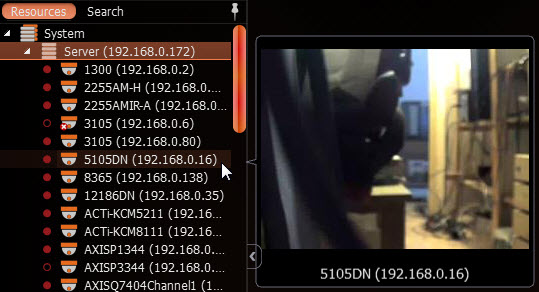 Resources Search
System
Server (192.168.0.172)
1300 (192.168.0.2)
2255AM-H (192.168.0....
2255AMIR-A (192.168.0...
3105 (192.168.0.6)
3105 (192.168.0.80)
5105DN (192.168.0.16)
8365 (192.168.0.138)
12186DN (192.168.0.35)
ACTi-KCM5211 (192.16...
ACTi-KCM8111 (192.16...
AXISP1344 (192.168.0....
AXISP3344 (192.168.0....
AXISQ7404Channel1 (1...
5105DN (192.168.0.16)